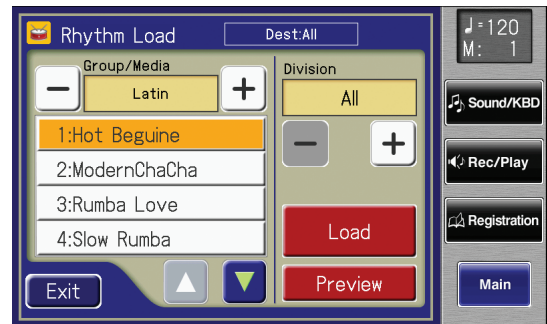 Rhythm Load
Dest:All
Group/Media
Latin
1:Hot Beguine
2:ModernChaCha
3:Rumba Love
4:Slow Rumba
Exit
Division
All
Load
Preview
♩=120
M: 1
Sound/KBD
Rec/Play
Registration
Main